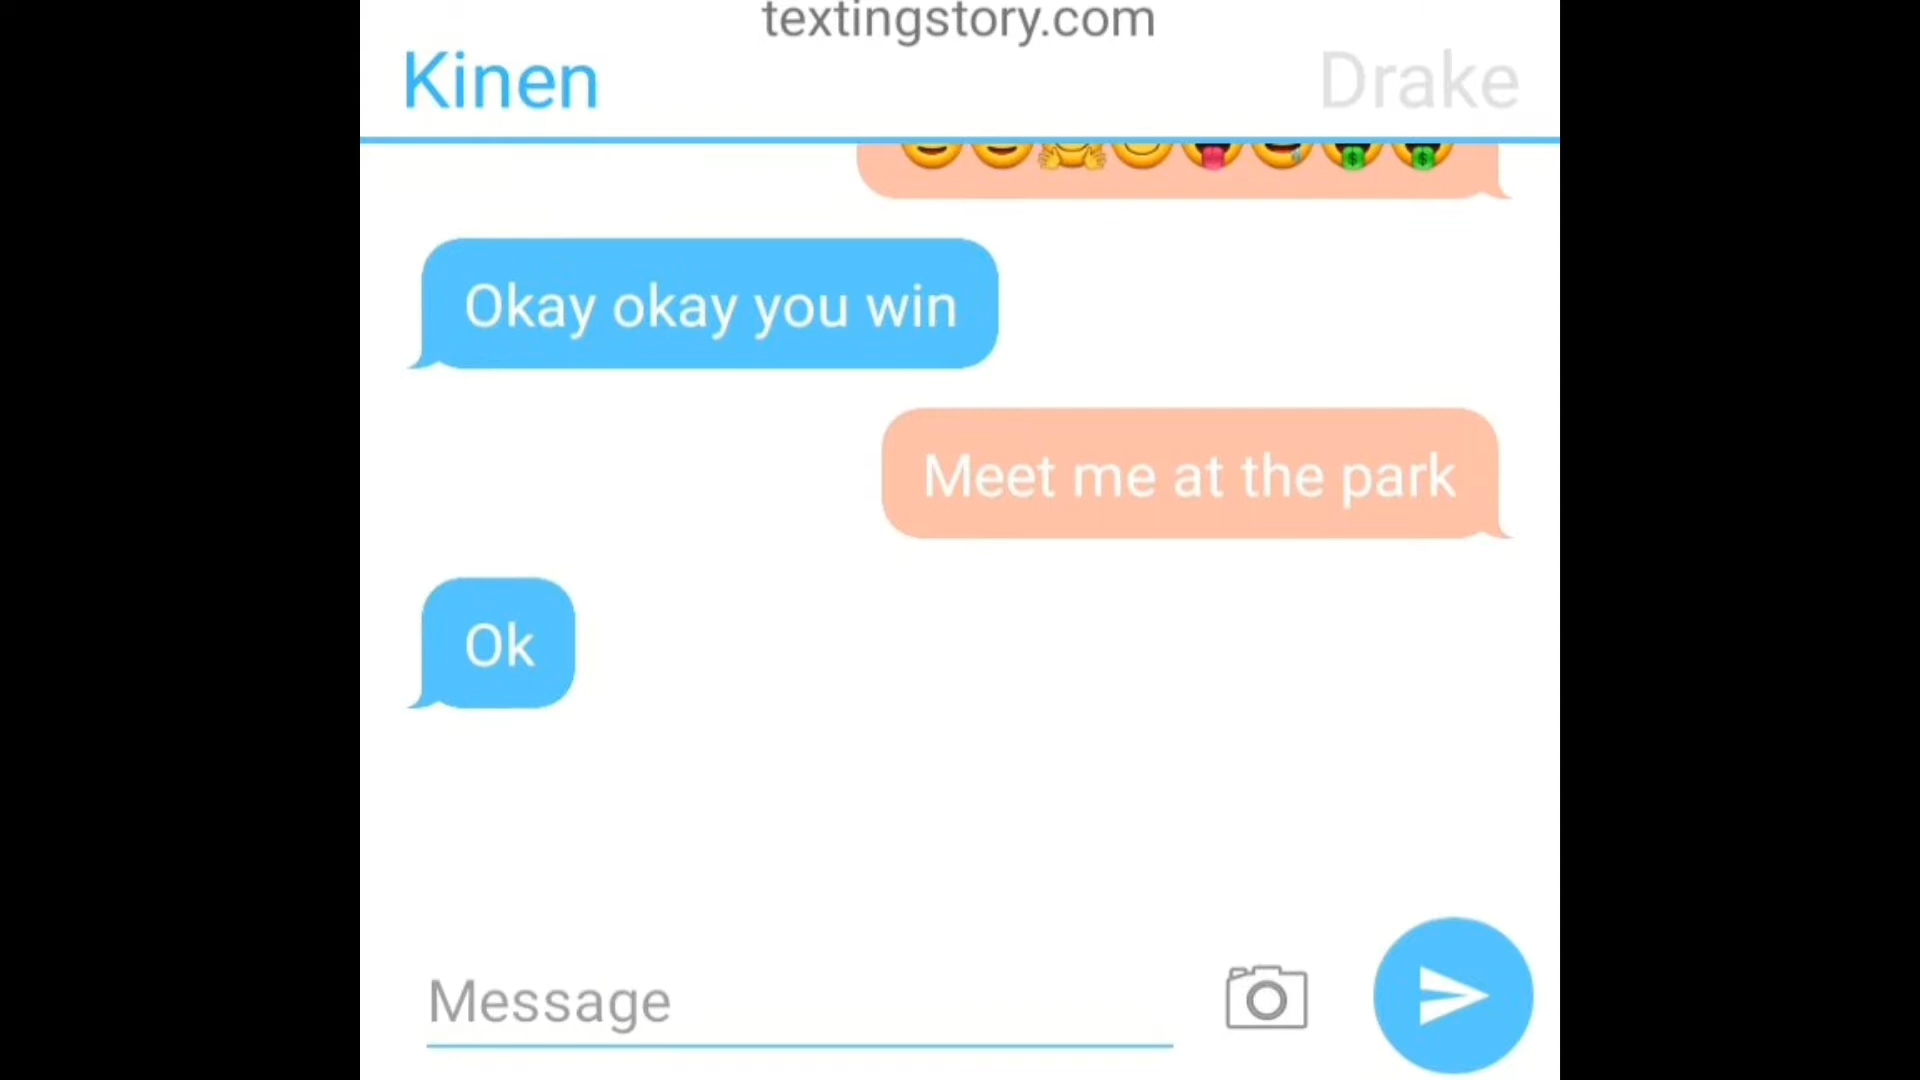 textingstory.com
Kinen
Drake
Okay okay you win
Meet me at the park
Ok
Message